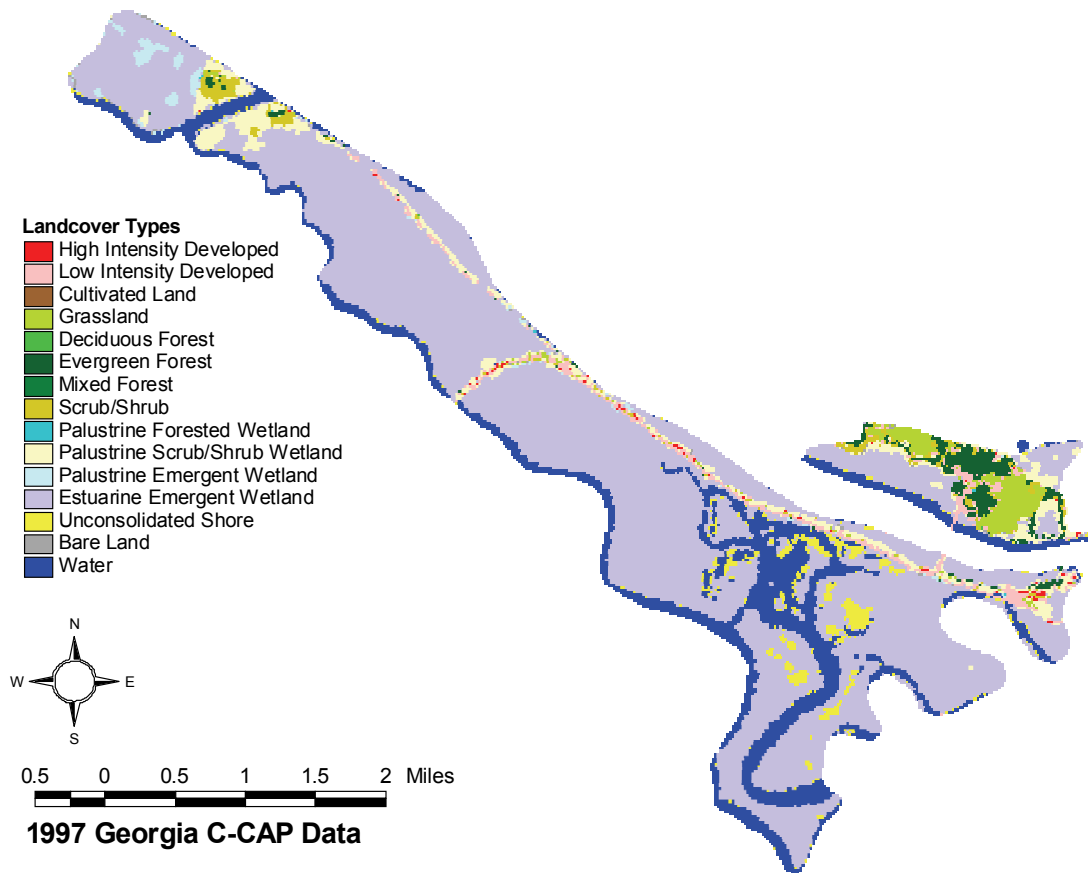 Landcover Types
High Intensity Developed
Low Intensity Developed
Cultivated Land
Grassland
Deciduous Forest
Evergreen Forest
Mixed Forest
Scrub/Shrub
Palustrine Forested Wetland
Palustrine Scrub/Shrub Wetland
Palustrine Emergent Wetland
Estuarine Emergent Wetland
Unconsolidated Shore
Bare Land
Water
N
W E
S
0.5 0 0.5 1 1.5 2 Miles
1997 Georgia C-CAP Data